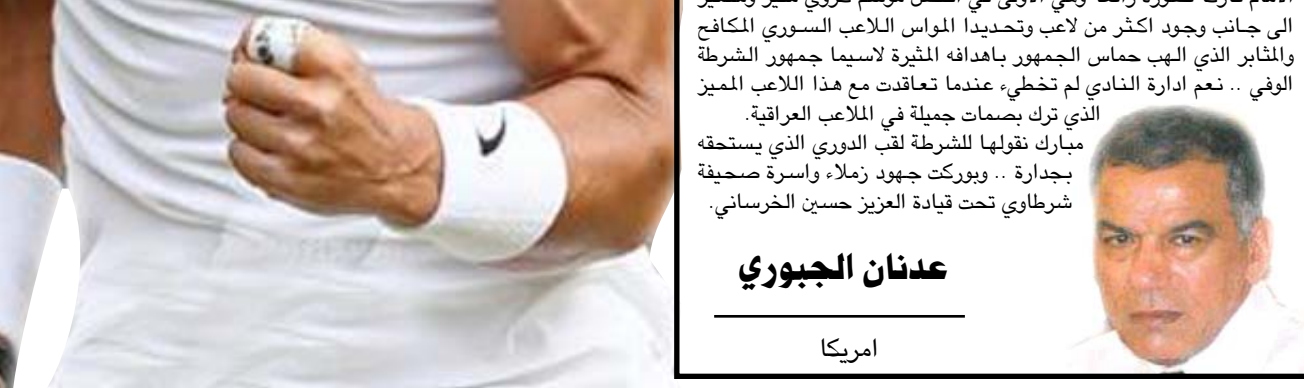 الى جانب وجود اكثر من لاعب وتحديدا المواس اللاعب السوري المكافح
والمثابر الذي الهب حماس الجمهور باهدافه المثيرة لاسيما جمهور الشرطة
الوفي .. نعم ادارة النادي لم تخطيء عندما تعاقدت مع هذا اللاعب المميز
الذي ترك بصمات جميلة في الملاعب العراقية.
مبارك نقولها للشرطة لقب الدوري الذي يستحقه
بجدارة .. وبوركت جهود زملاء واسرة صحيفة
شرطاوي تحت قيادة العزيز حسين الخرساني.
عدنان الجبوري
امريكا